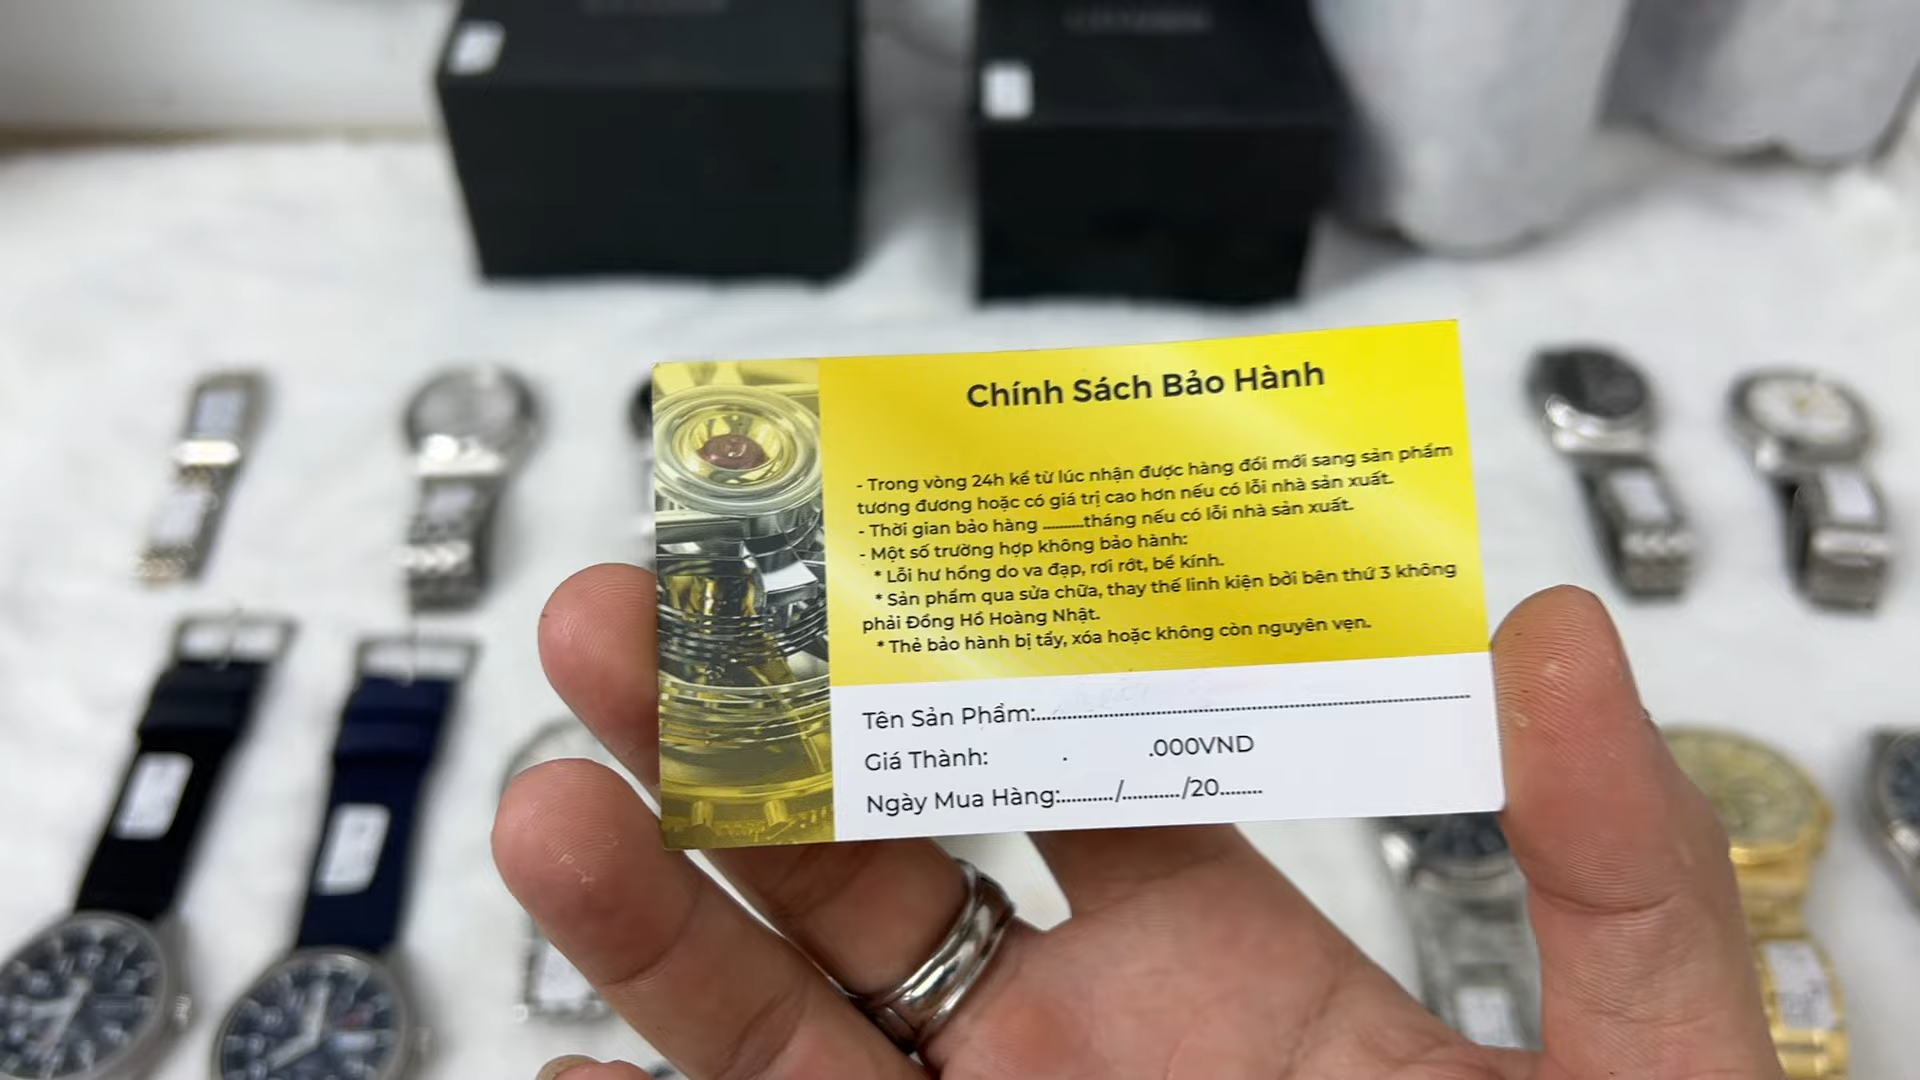 Chính Sách Bảo Hành
- Trong vòng 24h kể từ lúc nhận được hàng đổi mới sang sản phẩm
tương đương hoặc có giá trị cao hơn nếu có lỗi nhà sản xuất.
- Thời gian bảo hàng ..........tháng nếu có lỗi nhà sản xuất.
- Một số trường hợp không bảo hành:
* Lỗi hư hỏng do va đạp, rơi rớt, bể kính.
* Sản phẩm qua sửa chữa, thay thế linh kiện bởi bên thứ 3 không
phải Đồng Hồ Hoàng Nhật.
* Thẻ bảo hành bị tẩy, xóa hoặc không còn nguyên vẹn.
Tên Sản Phẩm:..........................................................................................
Giá Thành: . .000VND
Ngày Mua Hàng:........../.........../20........